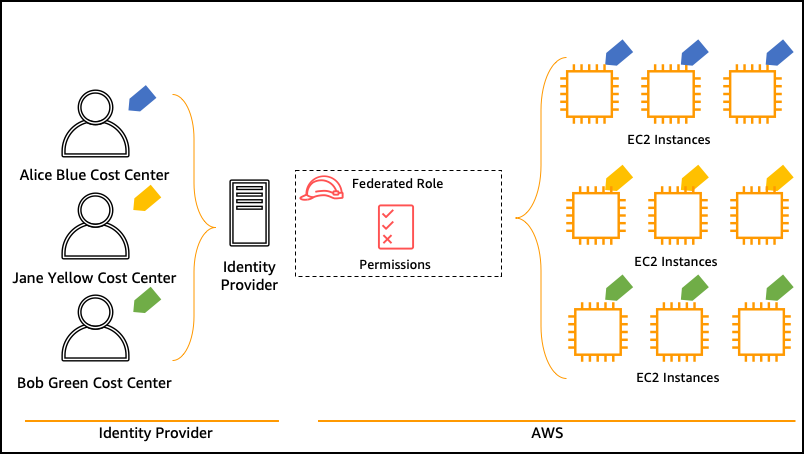 Alice Blue Cost Center
Jane Yellow Cost Center
Bob Green Cost Center
Identity
Provider
Federated Role
Permissions
EC2 Instances
EC2 Instances
EC2 Instances
Identity Provider
AWS